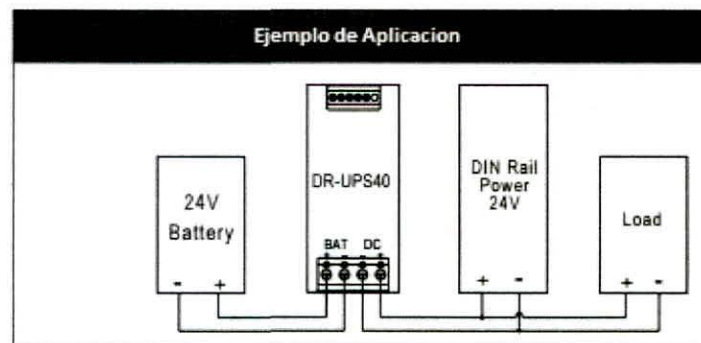 Ejemplo de Aplicacion
DR-UPS40
DIN Rail
Power
24V
24V
Battery
Load
BAT DC
+ - - +
- +
+ -
+ -